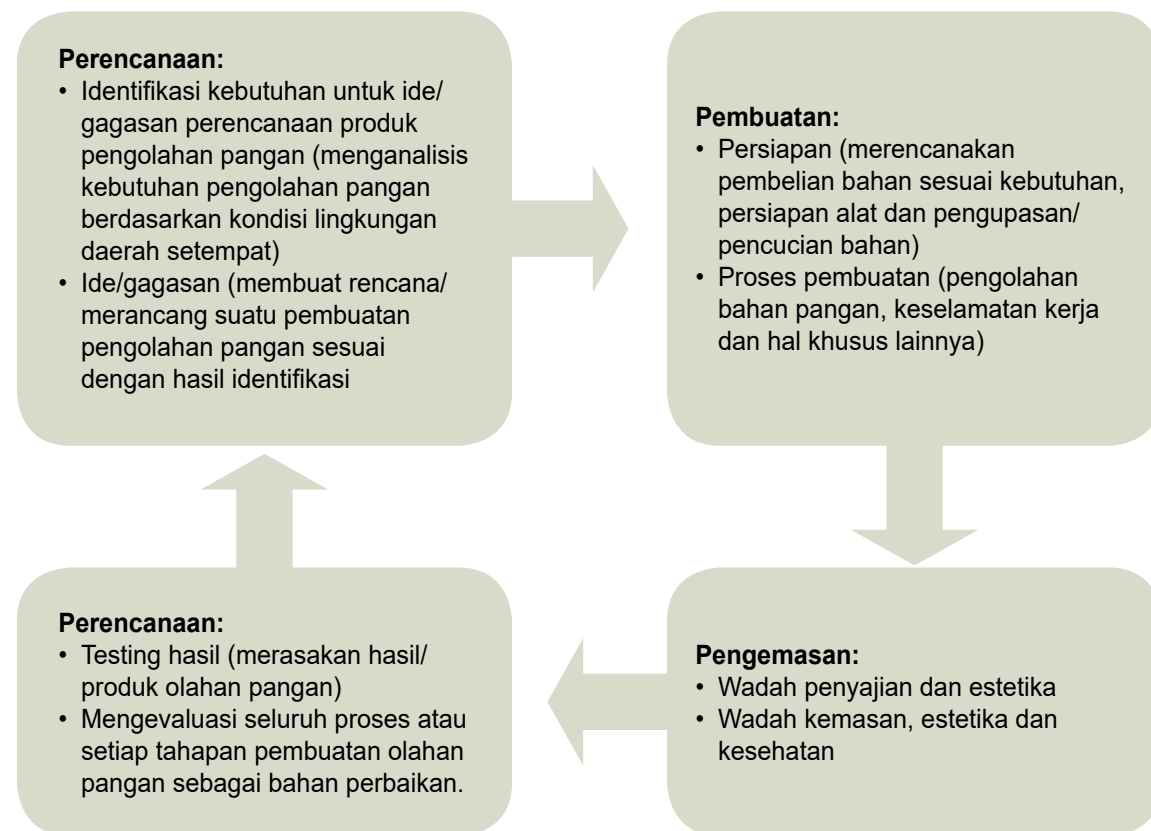 Perencanaan:
• Identifikasi kebutuhan untuk ide/
gagasan perencanaan produk
pengolahan pangan (menganalisis
kebutuhan pengolahan pangan
berdasarkan kondisi lingkungan
daerah setempat)
• Ide/gagasan (membuat rencana/
merancang suatu pembuatan
pengolahan pangan sesuai
dengan hasil identifikasi
Pembuatan:
• Persiapan (merencanakan
pembelian bahan sesuai kebutuhan,
persiapan alat dan pengupasan/
pencucian bahan)
• Proses pembuatan (pengolahan
bahan pangan, keselamatan kerja
dan hal khusus lainnya)
Pengemasan:
• Wadah penyajian dan estetika
• Wadah kemasan, estetika dan
kesehatan
Perencanaan:
• Testing hasil (merasakan hasil/
produk olahan pangan)
• Mengevaluasi seluruh proses atau
setiap tahapan pembuatan olahan
pangan sebagai bahan perbaikan.